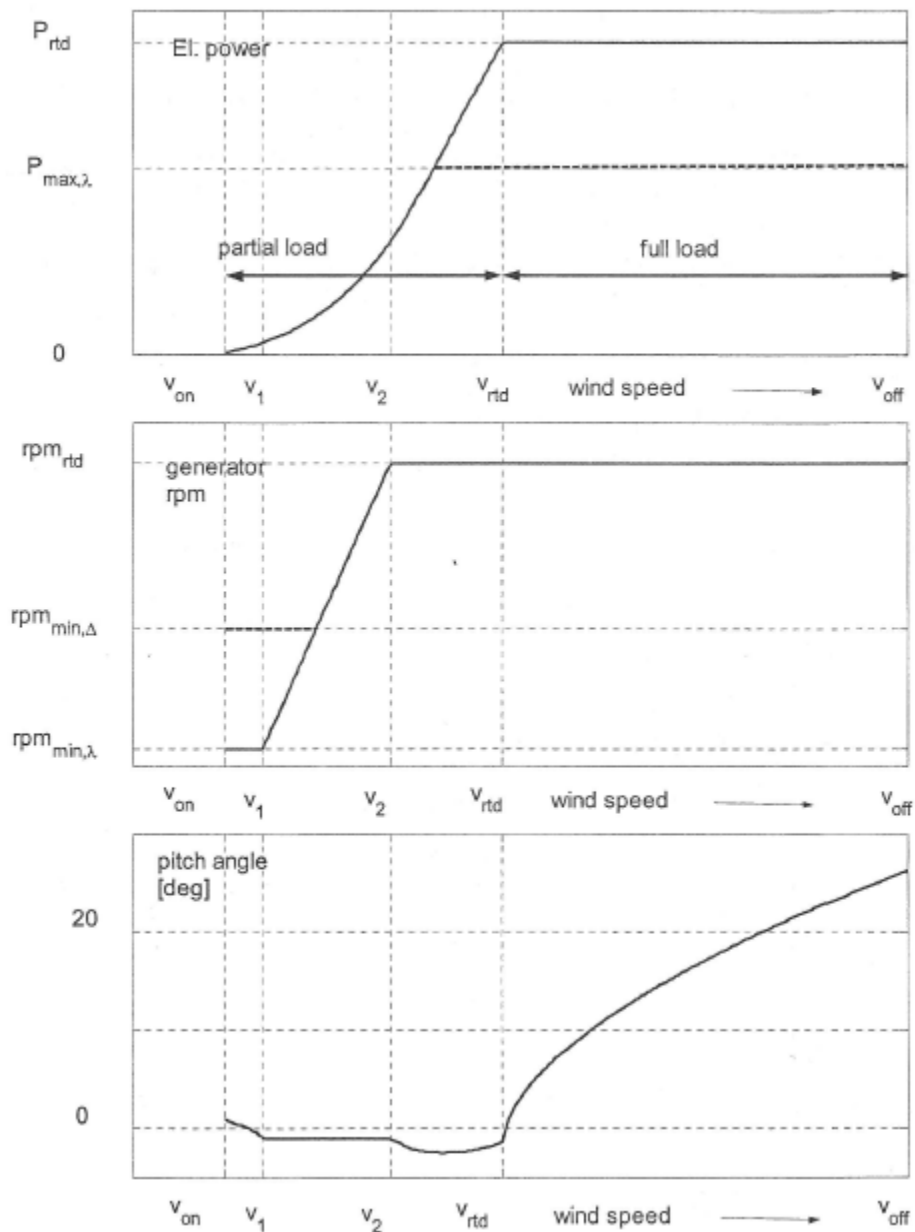 P_rtd
El. power
P_max,λ
partial load
full load
0
v_on v_1 v_2 v_rtd wind speed v_off
rpm_rtd
generator
rpm
rpm_min,Δ
rpm_min,λ
v_on v_1 v_2 v_rtd wind speed v_off
pitch angle
[deg]
20
0
v_on v_1 v_2 v_rtd wind speed v_off